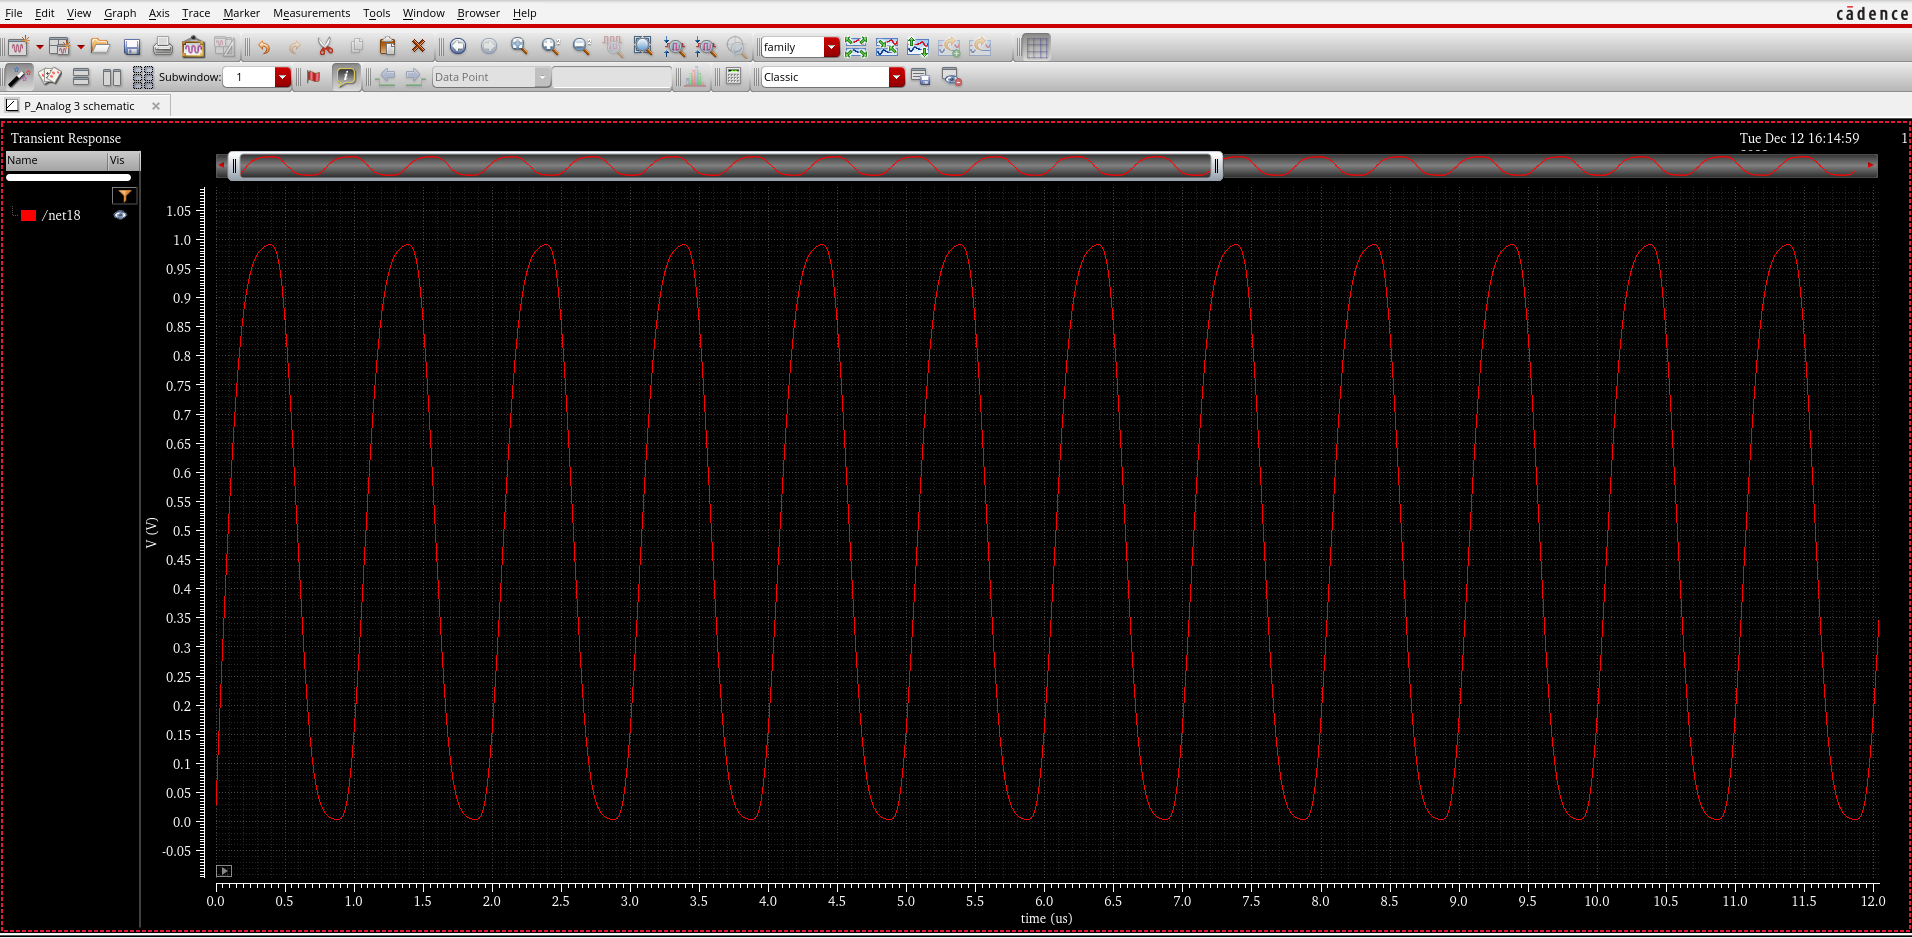 File Edit View Graph Axis Trace Marker Measurements Tools Window Browser Help
cādence
family
Subwindow: 1 Data Point Classic
P_Analog 3 schematic
Transient Response
Tue Dec 12 16:14:59 1
Name Vis
/net18
1.05
1.0
0.95
0.9
0.85
0.8
0.75
0.7
0.65
0.6
0.55
0.5
0.45
0.4
0.35
0.3
0.25
0.2
0.15
0.1
0.05
0.0
-0.05
V (V)
0.0 0.5 1.0 1.5 2.0 2.5 3.0 3.5 4.0 4.5 5.0 5.5 6.0 6.5 7.0 7.5 8.0 8.5 9.0 9.5 10.0 10.5 11.0 11.5 12.0
time (us)